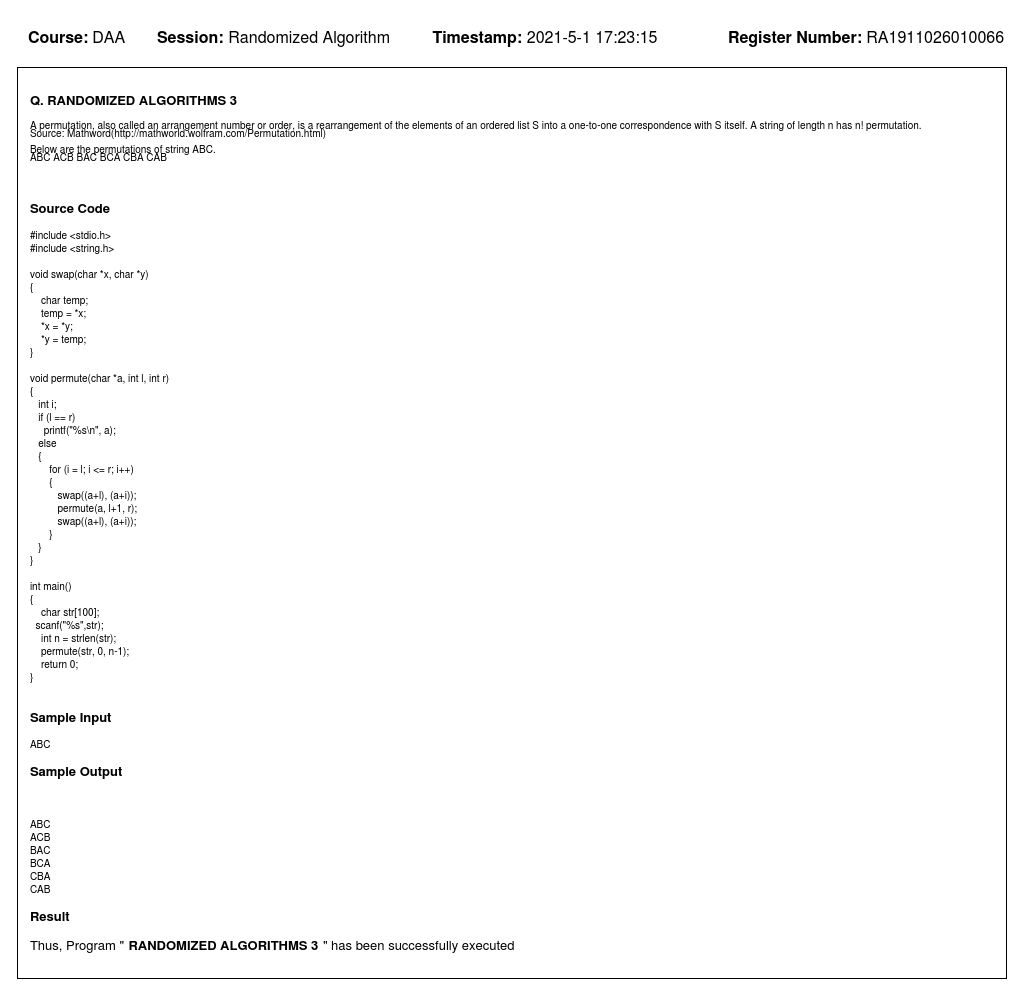 Course: DAA Session: Randomized Algorithm Timestamp: 2021-5-1 17:23:15 Register Number: RA1911026010066
Q. RANDOMIZED ALGORITHMS 3
A permutation, also called an arrangement number or order, is a rearrangement of the elements of an ordered list S into a one-to-one correspondence with S itself. A string of length n has n! permutation.
Source: Mathword(http://mathworld.wolfram.com/Permutation.html)
Below are the permutations of string ABC.
ABC ACB BAC BCA CBA CAB
Source Code
#include <stdio.h>
#include <string.h>
void swap(char *x, char *y)
{
char temp;
temp = *x;
*x = *y;
*y = temp;
}
void permute(char *a, int l, int r)
{
int i;
if (l == r)
printf("%s\n", a);
else
{
for (i = l; i <= r; i++)
{
swap((a+l), (a+i));
permute(a, l+1, r);
swap((a+l), (a+i));
}
}
}
int main()
{
char str[100];
scanf("%s",str);
int n = strlen(str);
permute(str, 0, n-1);
return 0;
}
Sample Input
ABC
Sample Output
ABC
ACB
BAC
BCA
CBA
CAB
Result
Thus, Program " RANDOMIZED ALGORITHMS 3 " has been successfully executed